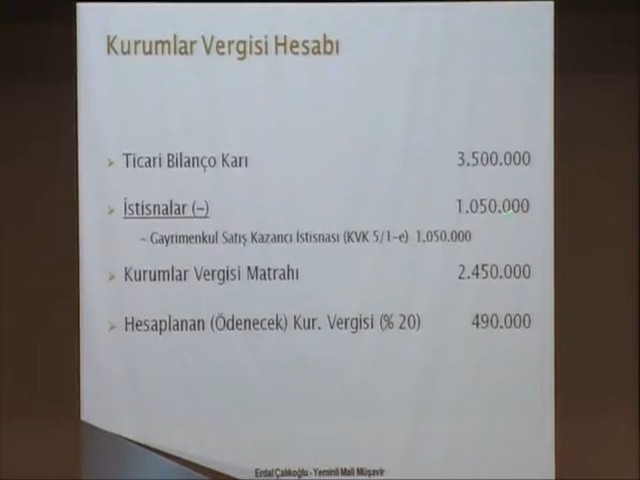 Kurumlar Vergisi Hesabı
Ticari Bilanço Karı 3.500.000
İstisnalar (–) 1.050.000
– Gayrimenkul Satış Kazancı İstisnası (KVK 5/1–e) 1.050.000
Kurumlar Vergisi Matrahı 2.450.000
Hesaplanan (Ödenecek) Kur. Vergisi (% 20) 490.000
Erdal Çalıkoğlu - Yeminli Mali Müşavir